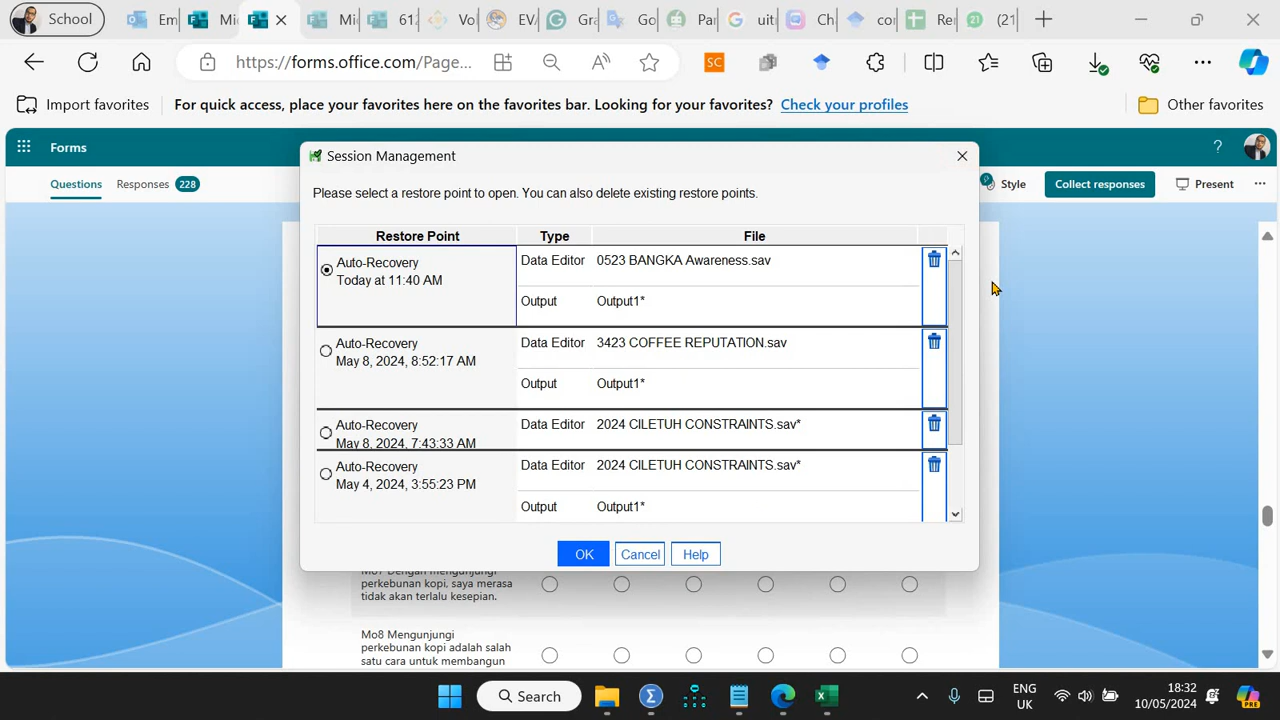 School
Em
Mi
Mi
612
Vo
EV
Gr
Go
Par
uit
Ch
co
Re
21
(21
https://forms.office.com/Page...
SC
Import favorites
For quick access, place your favorites here on the favorites bar. Looking for your favorites? Check your profiles
Other favorites
Forms
?
Questions
Responses 228
Style
Collect responses
Present
Session Management
Please select a restore point to open. You can also delete existing restore points.
Restore Point Type File
Auto-Recovery
Today at 11:40 AM
Data Editor 0523 BANGKA Awareness.sav
Output Output1*
Auto-Recovery
May 8, 2024, 8:52:17 AM
Data Editor 3423 COFFEE REPUTATION.sav
Output Output1*
Auto-Recovery
May 8, 2024, 7:43:33 AM
Data Editor 2024 CILETUH CONSTRAINTS.sav*
Auto-Recovery
May 4, 2024, 3:55:23 PM
Data Editor 2024 CILETUH CONSTRAINTS.sav*
Output Output1*
OK Cancel Help
Mo7 Dengan mengunjungi
perkebunan kopi, saya merasa
tidak akan terlalu kesepian.
Mo8 Mengunjungi
perkebunan kopi adalah salah
satu cara untuk membangun
Search
ENG
UK
18:32
10/05/2024
PRE